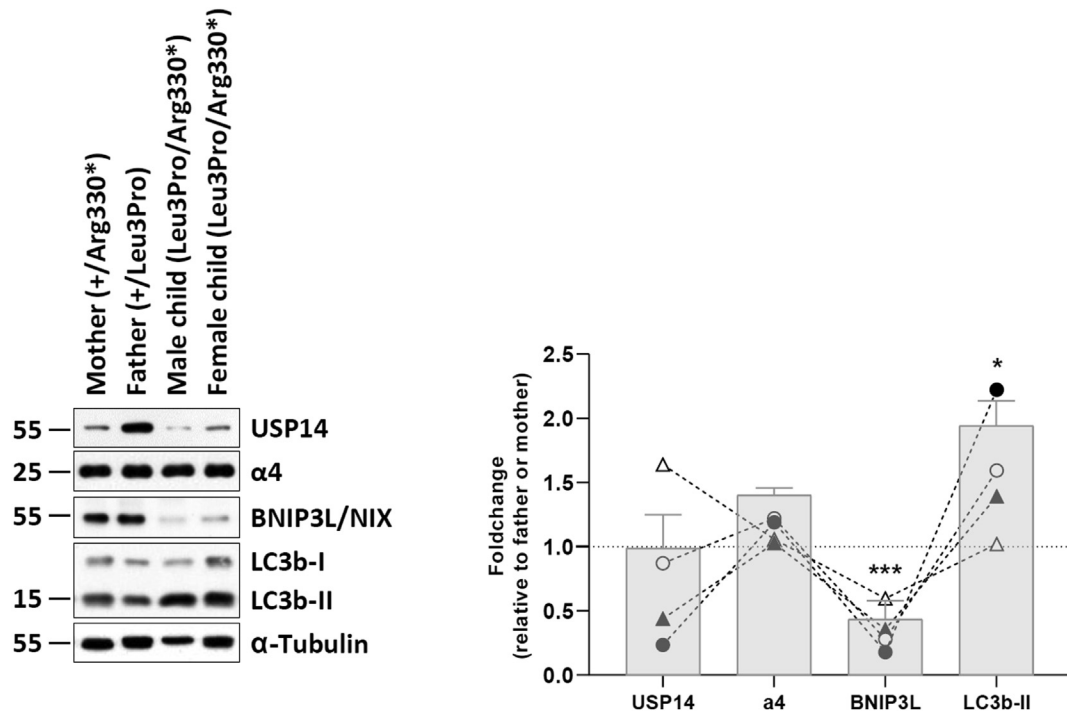 Mother (+/Arg330*)
Father (+/Leu3Pro)
Male child (Leu3Pro/Arg330*)
Female child (Leu3Pro/Arg330*)
55 USP14
25 α4
55 BNIP3L/NIX
LC3b-I
15 LC3b-II
55 α-Tubulin
Foldchange
(relative to father or mother)
2.5
2.0
1.5
1.0
0.5
0.0
***
*
USP14 a4 BNIP3L LC3b-II